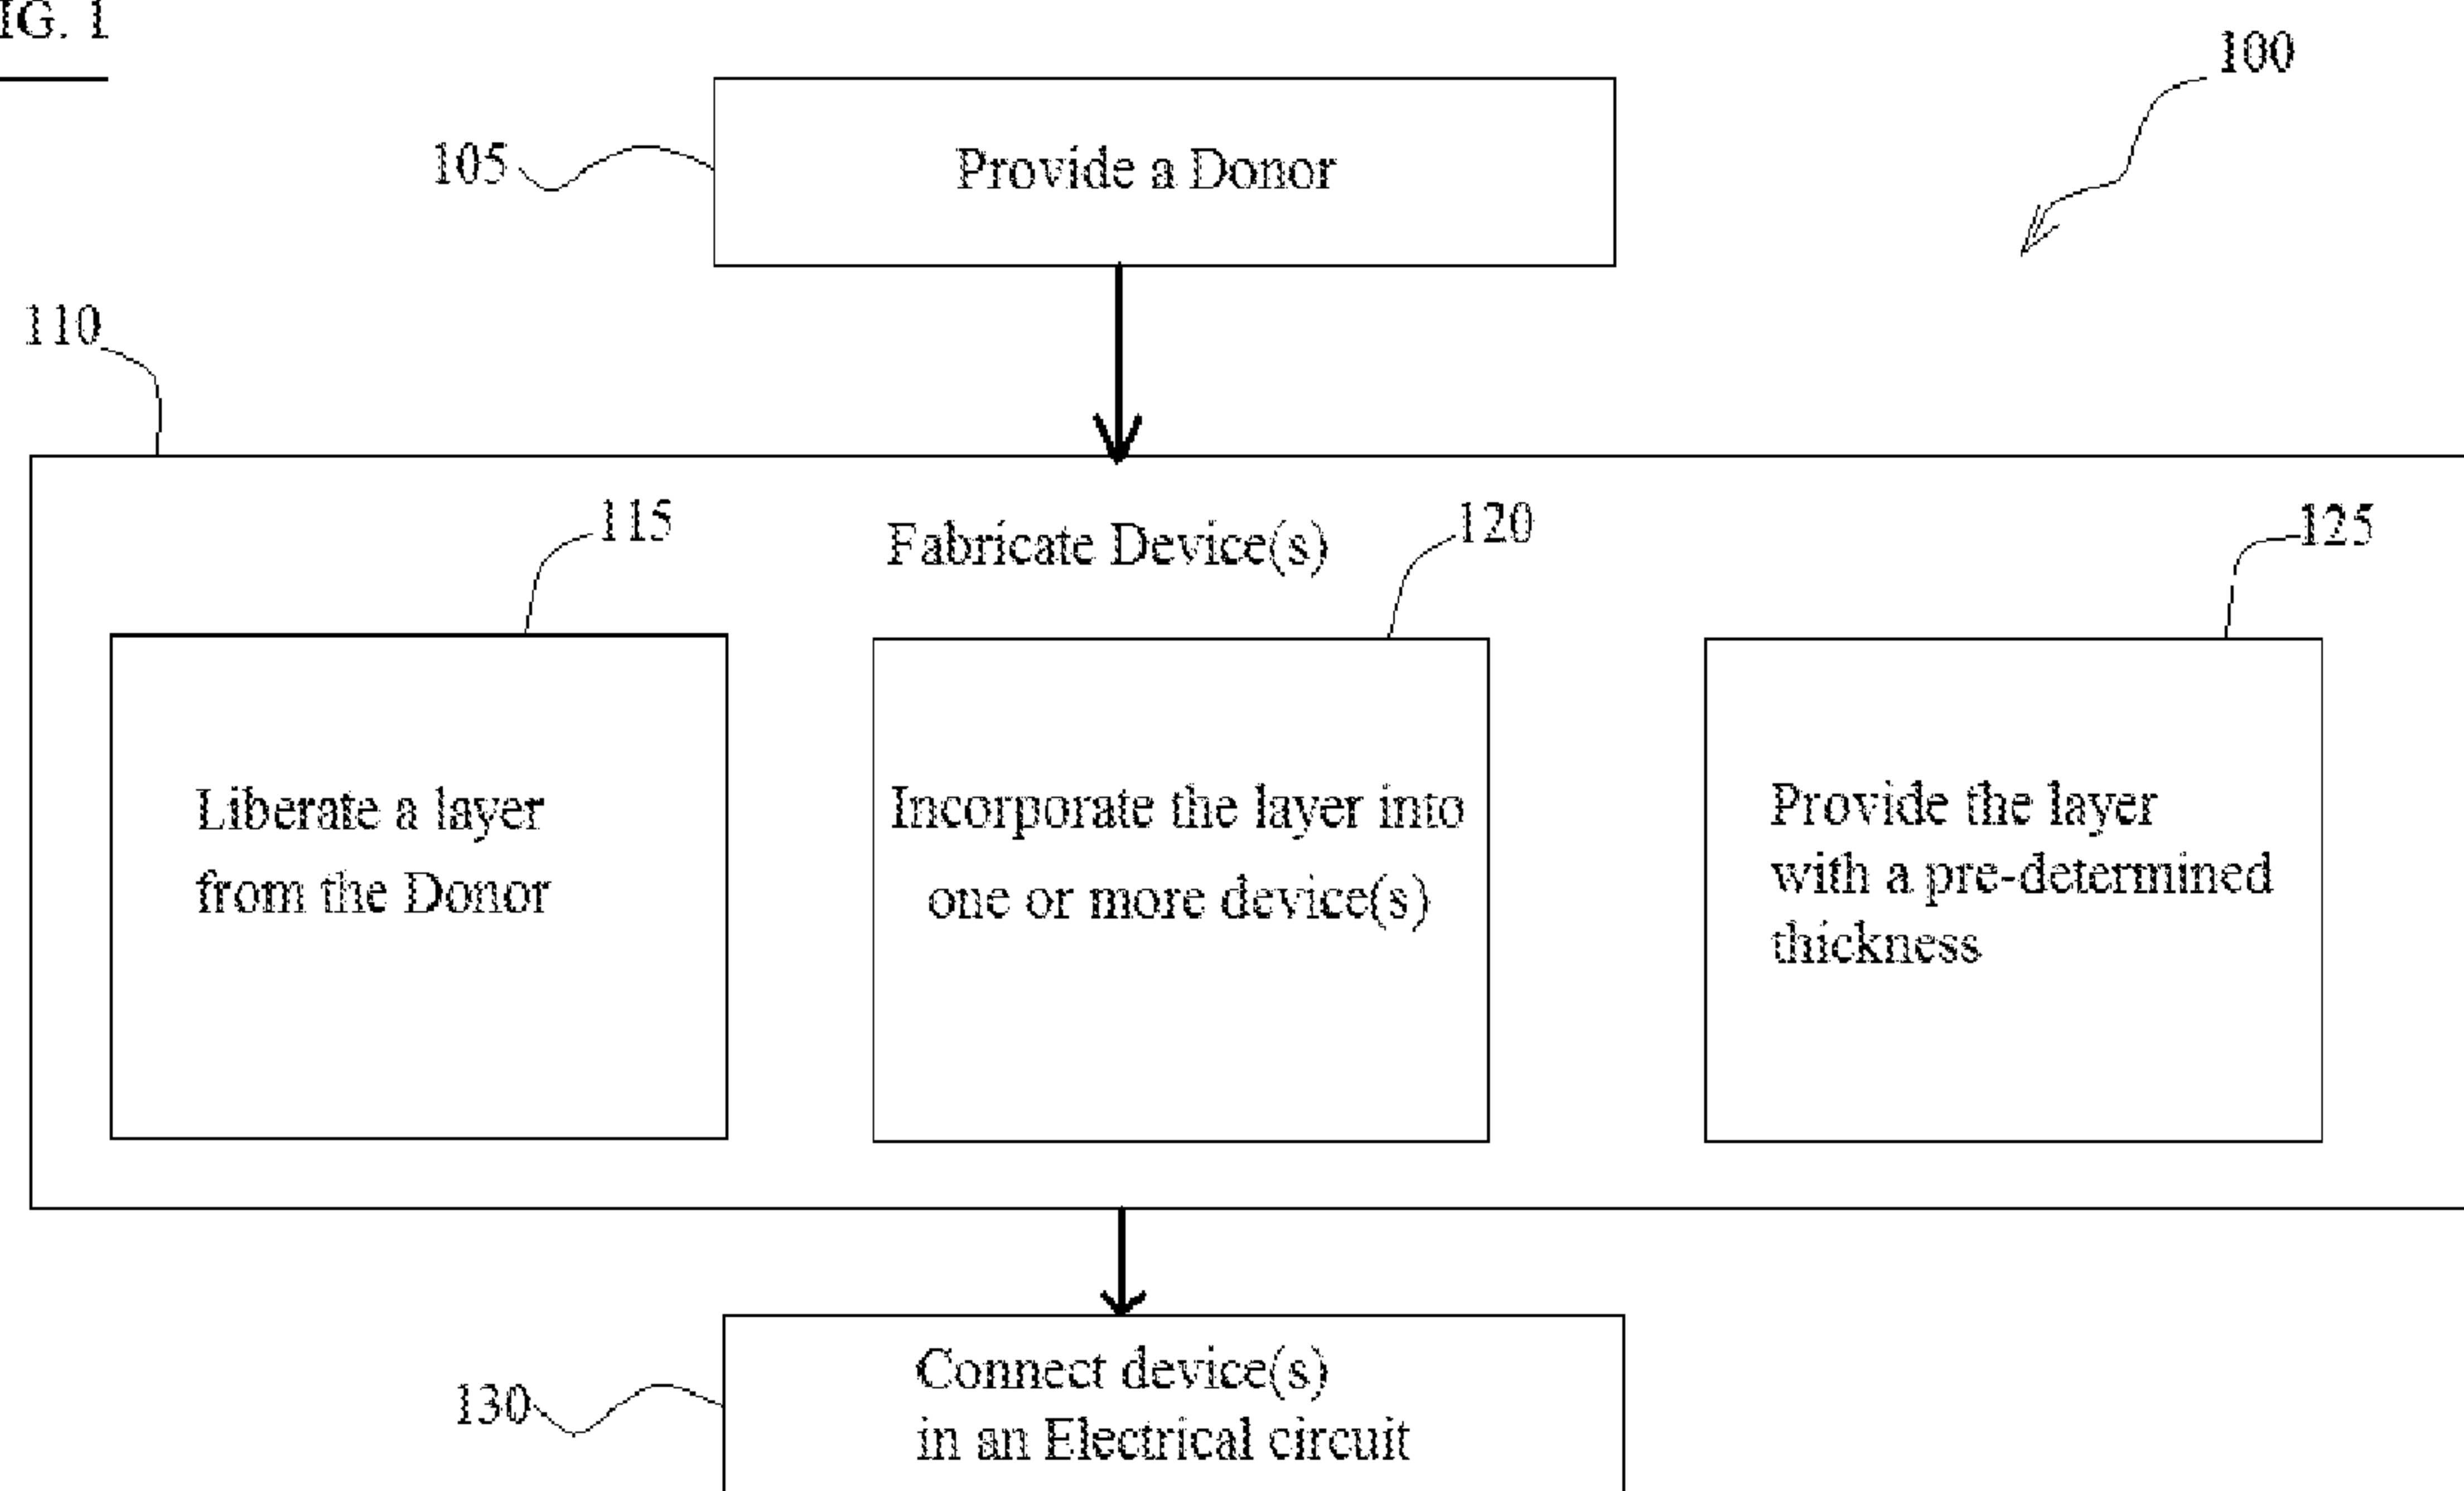 IG. 1
100
105
Provide a Donor
110
115
Fabricate Device(s)
120
125
Liberate a layer
from the Donor
Incorporate the layer into
one or more device(s)
Provide the layer
with a pre-determined
thickness
130
Connect device(s)
in an Electrical circuit